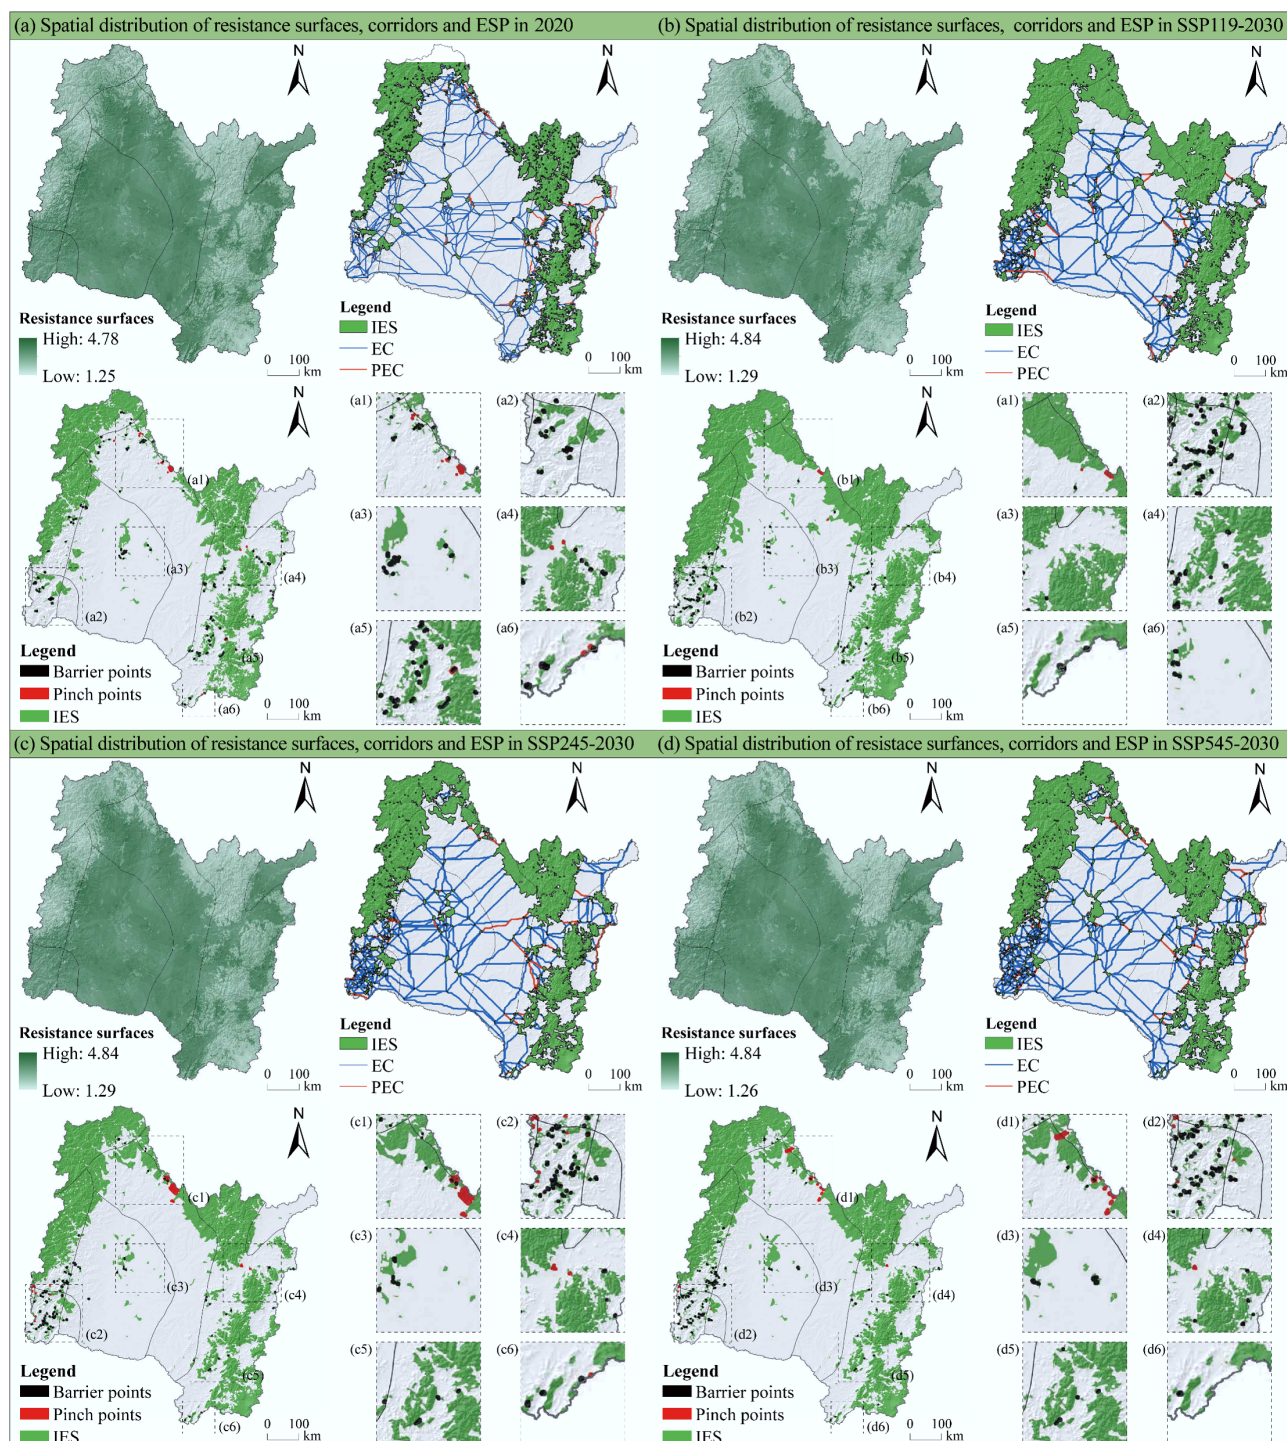 (a) Spatial distribution of resistance surfaces, corridors and ESP in 2020
N
N
Resistance surfaces
High: 4.78
Low: 1.25
0 100
km
Legend
IES
EC
PEC
0 100
km
N
(a1)
(a2)
(a3)
(a4)
(a5)
(a6)
Legend
Barrier points
Pinch points
IES
0 100
km
(a1)
(a2)
(a3)
(a4)
(a5)
(a6)
(b) Spatial distribution of resistance surfaces, corridors and ESP in SSP119-2030
N
N
Resistance surfaces
High: 4.84
Low: 1.29
0 100
km
Legend
IES
EC
PEC
0 100
km
N
(b1)
(b2)
(b3)
(b4)
(b5)
(b6)
Legend
Barrier points
Pinch points
IES
0 100
km
(a1)
(a2)
(a3)
(a4)
(a5)
(a6)
(c) Spatial distribution of resistance surfaces, corridors and ESP in SSP245-2030
N
N
Resistance surfaces
High: 4.84
Low: 1.29
0 100
km
Legend
IES
EC
PEC
0 100
km
N
(c1)
(c2)
(c3)
(c4)
(c5)
(c6)
Legend
Barrier points
Pinch points
IES
0 100
km
(c1)
(c2)
(c3)
(c4)
(c5)
(c6)
(d) Spatial distribution of resistace surfances, corridors and ESP in SSP545-2030
N
N
Resistance surfaces
High: 4.84
Low: 1.26
0 100
km
Legend
IES
EC
PEC
0 100
km
N
(d1)
(d2)
(d3)
(d4)
(d5)
(d6)
Legend
Barrier points
Pinch points
IES
0 100
km
(d1)
(d2)
(d3)
(d4)
(d5)
(d6)